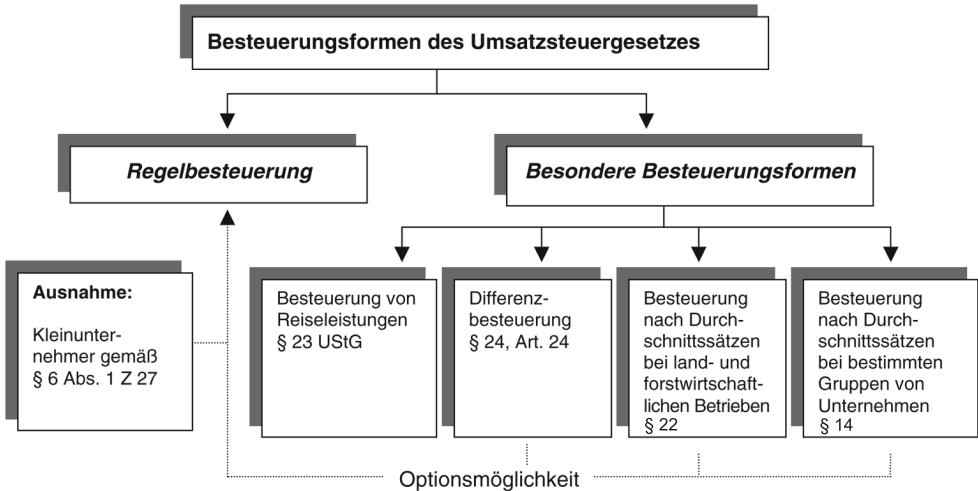 Besteuerungsformen des Umsatzsteuergesetzes
Regelbesteuerung
Besondere Besteuerungsformen
Ausnahme:
Kleinunter-
nehmer gemäß
§ 6 Abs. 1 Z 27
Besteuerung von
Reiseleistungen
§ 23 UStG
Differenz-
besteuerung
§ 24, Art. 24
Besteuerung
nach Durch-
schnittssätzen
bei land- und
forstwirtschaft-
lichen Betrieben
§ 22
Besteuerung
nach Durch-
schnittssätzen
bei bestimmten
Gruppen von
Unternehmen
§ 14
Optionsmöglichkeit